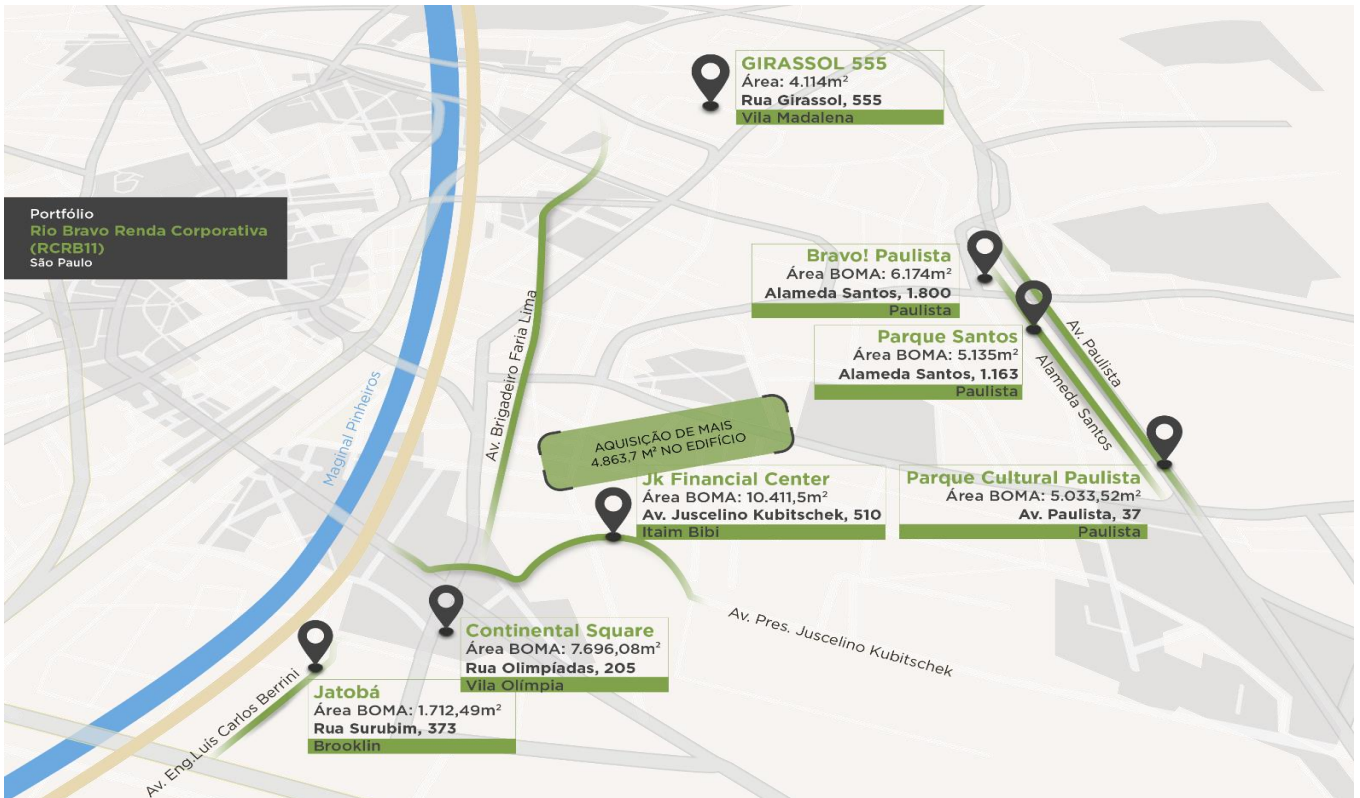 GIRASSOL 555
Área: 4.114m²
Rua Girassol, 555
Vila Madalena
Portfólio
Rio Bravo Renda Corporativa
(RCRB11)
São Paulo
Bravo! Paulista
Área BOMA: 6.174m²
Alameda Santos, 1.800
Paulista
Parque Santos
Área BOMA: 5.135m²
Alameda Santos, 1.163
Paulista
Av. Paulista
Alameda Santos
Av. Brigadeiro Faria Lima
Maginal Pinheiros
AQUISIÇÃO DE MAIS
4.863,7 M² NO EDIFÍCIO
Jk Financial Center
Área BOMA: 10.411,5m²
Av. Juscelino Kubitschek, 510
Itaim Bibi
Parque Cultural Paulista
Área BOMA: 5.033,52m²
Av. Paulista, 37
Paulista
Av. Pres. Juscelino Kubitschek
Continental Square
Área BOMA: 7.696,08m²
Rua Olimpíadas, 205
Vila Olímpia
Jatobá
Área BOMA: 1.712,49m²
Rua Surubim, 373
Brooklin
Av. Eng.Luís Carlos Berrini